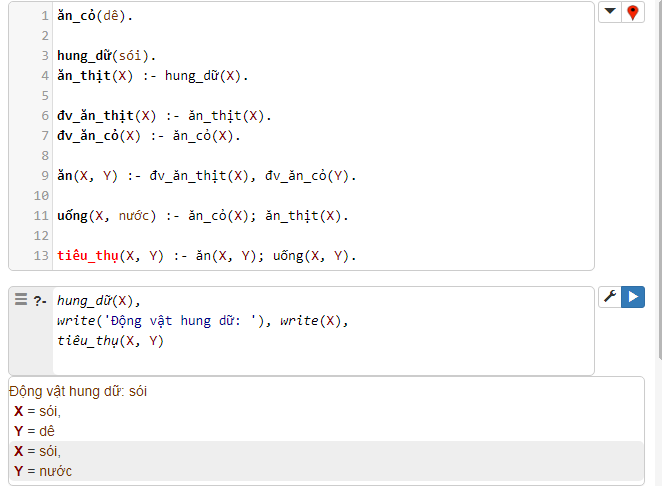 1 ăn_cỏ(dê).
2
3 hung_dữ(sói).
4 ăn_thịt(X) :- hung_dữ(X).
5
6 đv_ăn_thịt(X) :- ăn_thịt(X).
7 đv_ăn_cỏ(X) :- ăn_cỏ(X).
8
9 ăn(X, Y) :- đv_ăn_thịt(X), đv_ăn_cỏ(Y).
10
11 uống(X, nước) :- ăn_cỏ(X); ăn_thịt(X).
12
13 tiêu_thụ(X, Y) :- ăn(X, Y); uống(X, Y).
?- hung_dữ(X),
write('Động vật hung dữ: '), write(X),
tiêu_thụ(X, Y)
Động vật hung dữ: sói
X = sói,
Y = dê
X = sói,
Y = nước